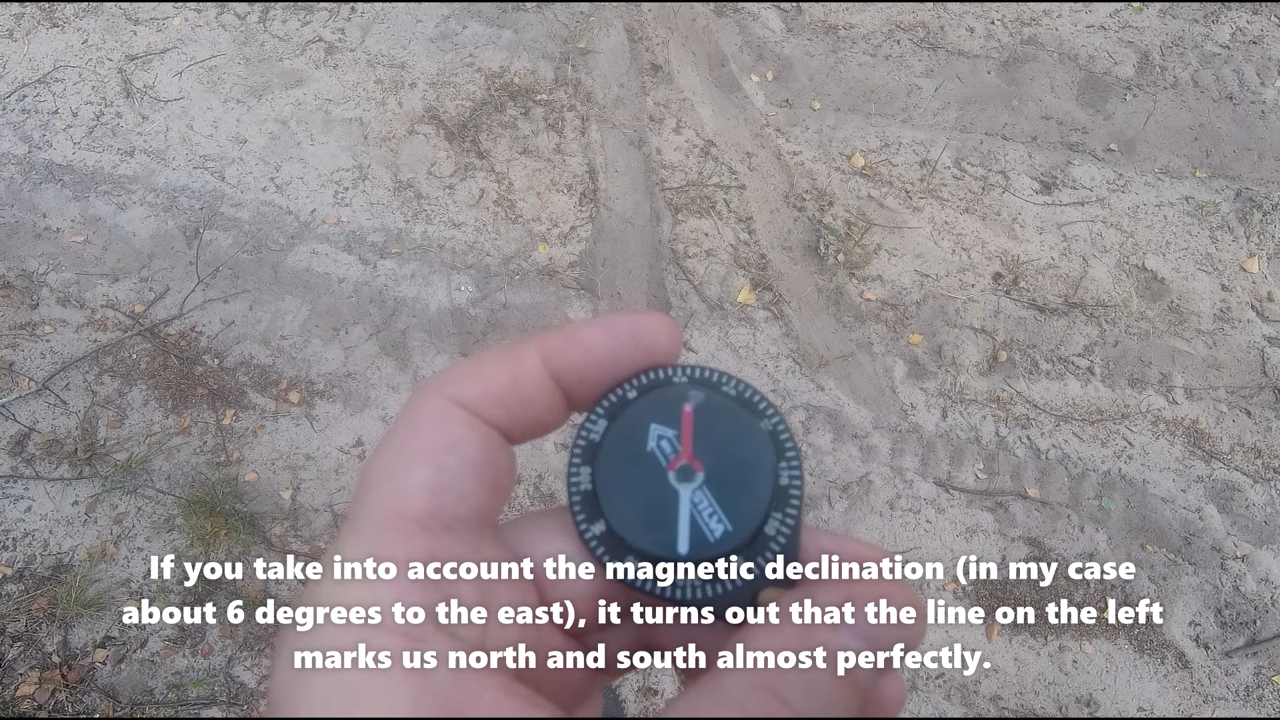 SILVA
If you take into account the magnetic declination (in my case
about 6 degrees to the east), it turns out that the line on the left
marks us north and south almost perfectly.